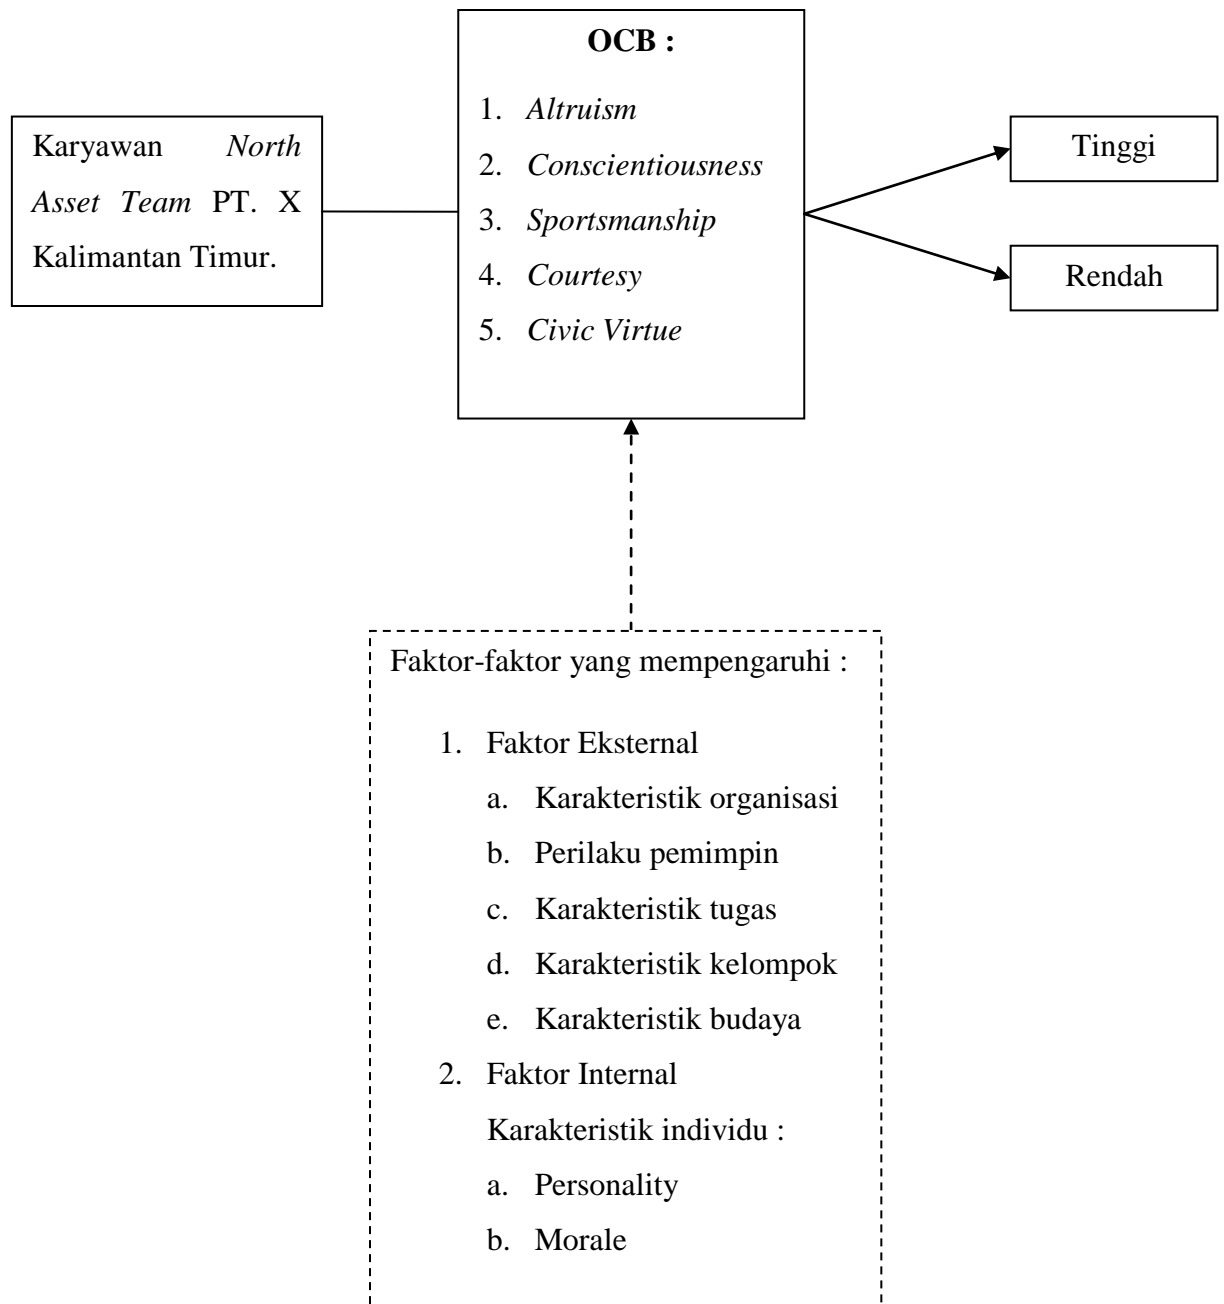 OCB :
1. Altruism
2. Conscientiousness
3. Sportsmanship
4. Courtesy
5. Civic Virtue
Karyawan North
Asset Team PT. X
Kalimantan Timur.
Tinggi
Rendah
Faktor-faktor yang mempengaruhi :
1. Faktor Eksternal
a. Karakteristik organisasi
b. Perilaku pemimpin
c. Karakteristik tugas
d. Karakteristik kelompok
e. Karakteristik budaya
2. Faktor Internal
Karakteristik individu :
a. Personality
b. Morale